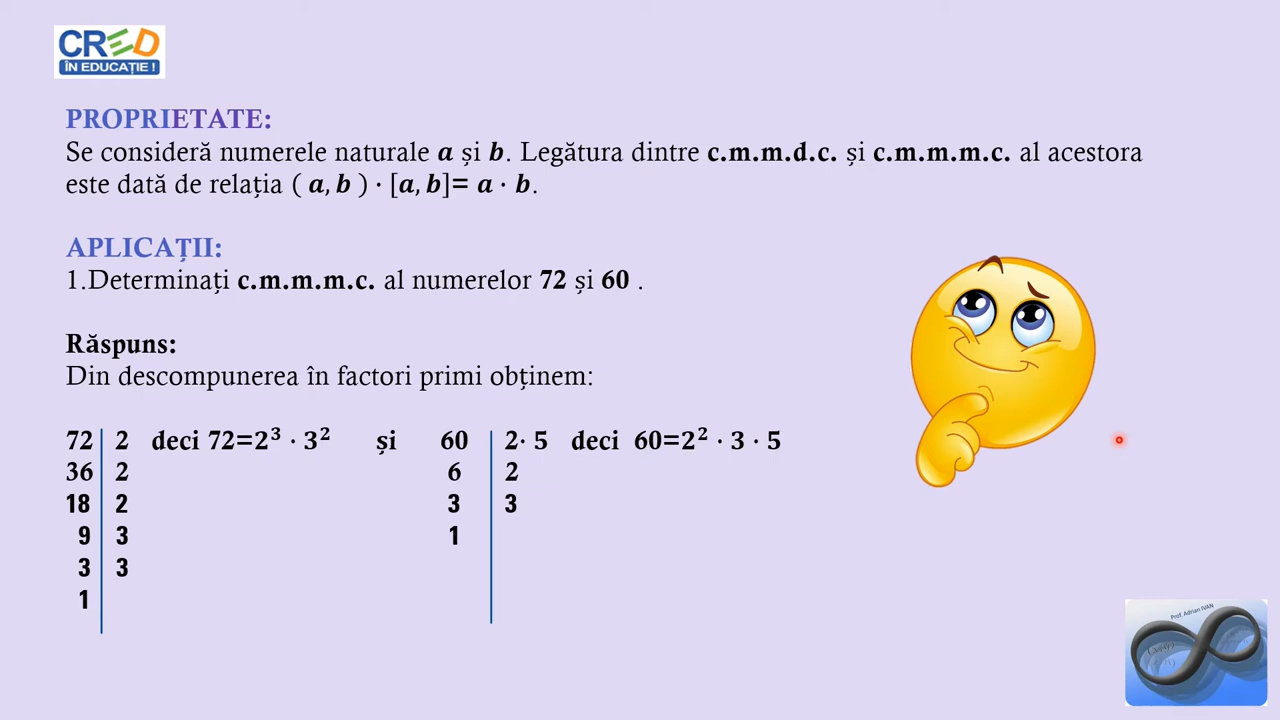 CRED
ÎN EDUCAȚIE !
PROPRIETATE:
Se consideră numerele naturale a și b. Legătura dintre c.m.m.d.c. și c.m.m.m.c. al acestora
este dată de relația ( a, b ) · [a, b]= a · b.
APLICAȚII:
1.Determinați c.m.m.m.c. al numerelor 72 și 60 .
Răspuns:
Din descompunerea în factori primi obținem:
72 | 2 deci 72=2³ · 3² și 60 | 2· 5 deci 60=2² · 3 · 5
36 | 2 6 | 2
18 | 2 3 | 3
9 | 3 1
3 | 3
1
Prof. Adrian IVAN